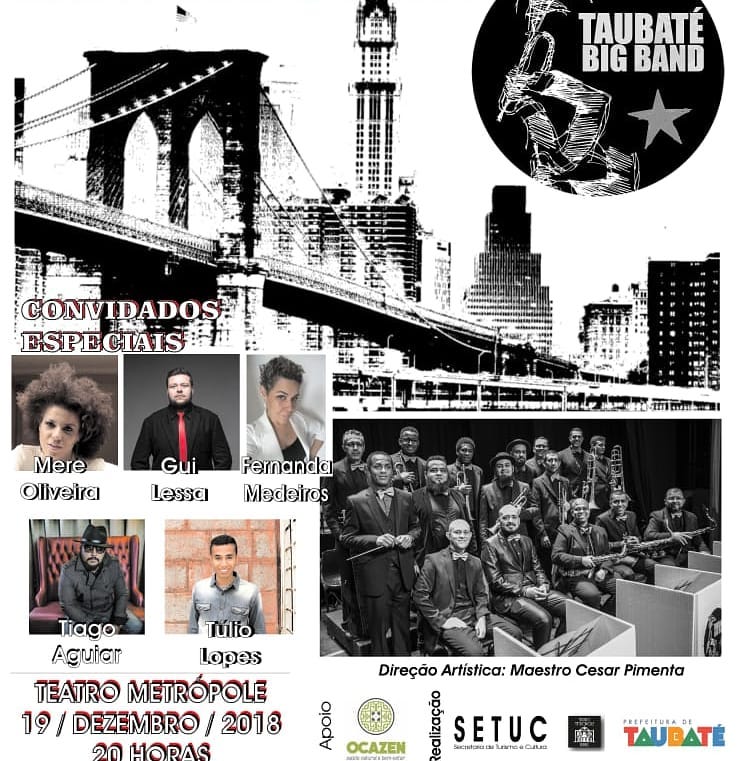 TAUBATÉ
BIG BAND
CONVIDADOS
ESPECIAIS
Mere
Oliveira
Gui
Lessa
Fernanda
Medeiros
Tiago
Aguiar
Túlio
Lopes
Direção Artística: Maestro Cesar Pimenta
TEATRO METRÓPOLE
19 / DEZEMBRO / 2018
20 HORAS
Apoio
OCAZEN
Realização
SETUC
Secretaria de Turismo e Cultura
PREFEITURA DE
TAUBATÉ